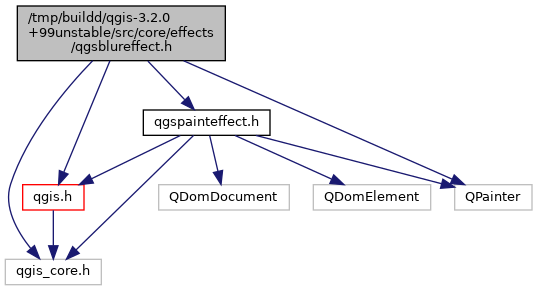 /tmp/buildd/qgis-3.2.0
+99unstable/src/core/effects
/qgsblureffect.h
qgspainteffect.h
qgis.h
QDomDocument
QDomElement
QPainter
qgis_core.h